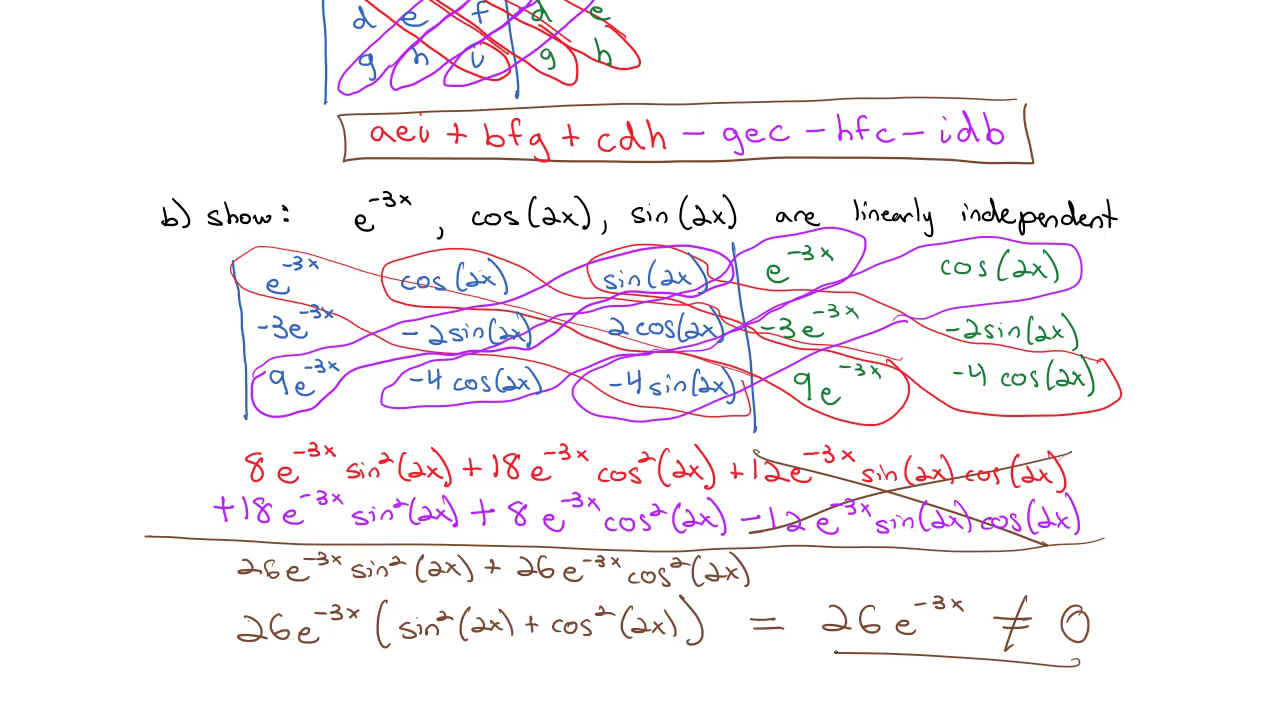 d e f d e
g h i g h
aei + bfg + cdh − gec − hfc − idb
b) show: e^{-3x}, cos(2x), sin(2x) are linearly independent
e^{-3x} cos(2x) sin(2x) e^{-3x} cos(2x)
-3e^{-3x} -2sin(2x) 2cos(2x) -3e^{-3x} -2sin(2x)
9e^{-3x} -4cos(2x) -4sin(2x) 9e^{-3x} -4cos(2x)
8e^{-3x} sin²(2x) + 18e^{-3x} cos²(2x) + 12e^{-3x} sin(2x) cos(2x)
+18e^{-3x} sin²(2x) + 8e^{-3x} cos²(2x) − 12e^{-3x} sin(2x) cos(2x)
26e^{-3x} sin²(2x) + 26e^{-3x} cos²(2x)
26e^{-3x} (sin²(2x) + cos²(2x)) = 26e^{-3x} ≠ 0